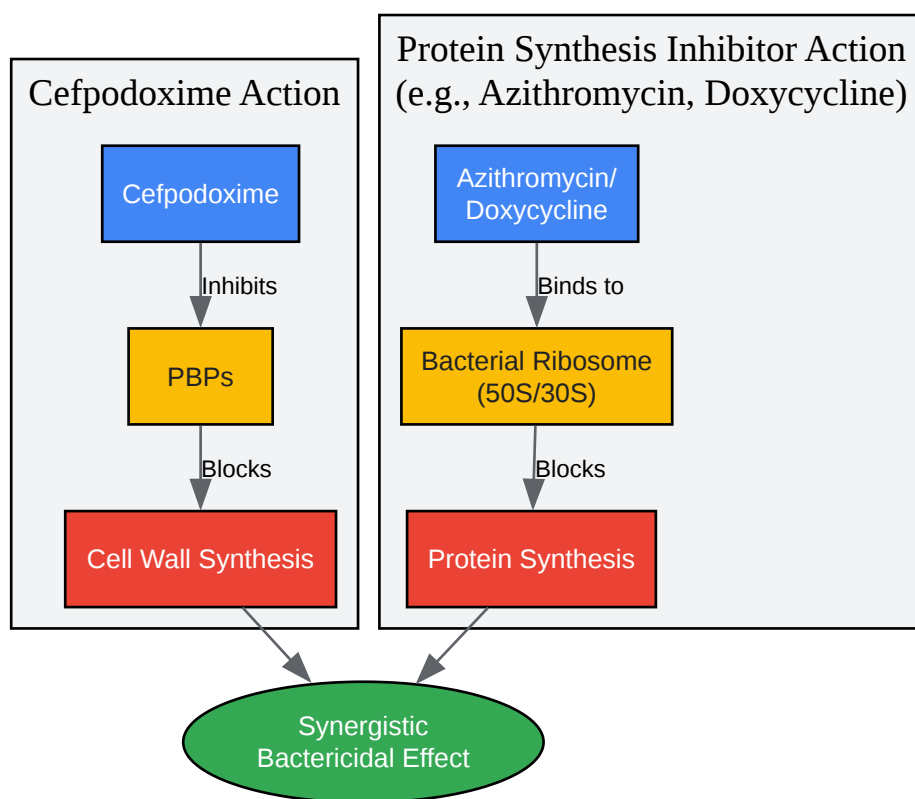 Cefpodoxime Action
Cefpodoxime
Inhibits
PBPs
Blocks
Cell Wall Synthesis
Protein Synthesis Inhibitor Action
(e.g., Azithromycin, Doxycycline)
Azithromycin/
Doxycycline
Binds to
Bacterial Ribosome
(50S/30S)
Blocks
Protein Synthesis
Synergistic
Bactericidal Effect